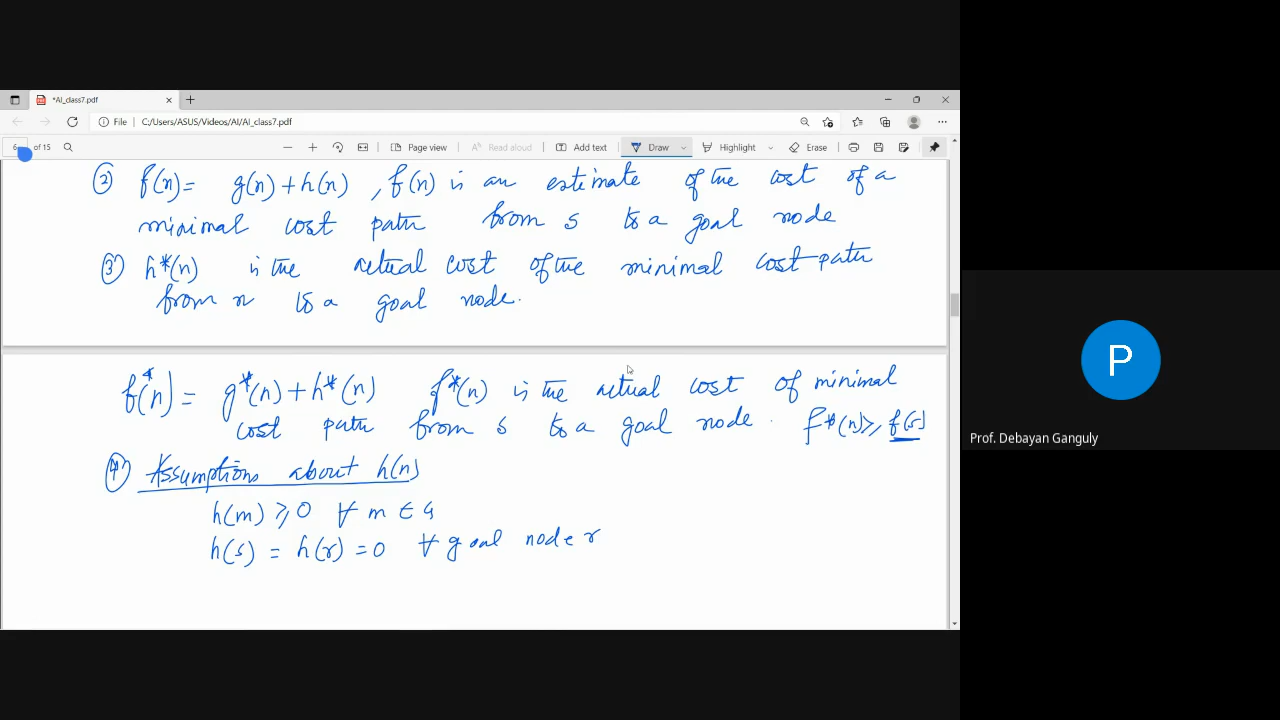 *AI_class7.pdf
File C:/Users/ASUS/Videos/AI/AI_class7.pdf
6 of 15 Page view Read aloud Add text Draw Highlight Erase
② f(n) = g(n) + h(n), f(n) is an estimate of the cost of a
minimal cost path from s to a goal node
③ h*(n) is the actual cost of the minimal cost path
from n to a goal node.
f*(n) = g*(n) + h*(n) f*(n) is the actual cost of minimal
cost path from s to a goal node. f*(n) ≥ f(s)
④ Assumptions about h(n)
h(m) ≥ 0 ∀ m ∈ G
h(s) = h(r) = 0 ∀ goal node r
P
Prof. Debayan Ganguly